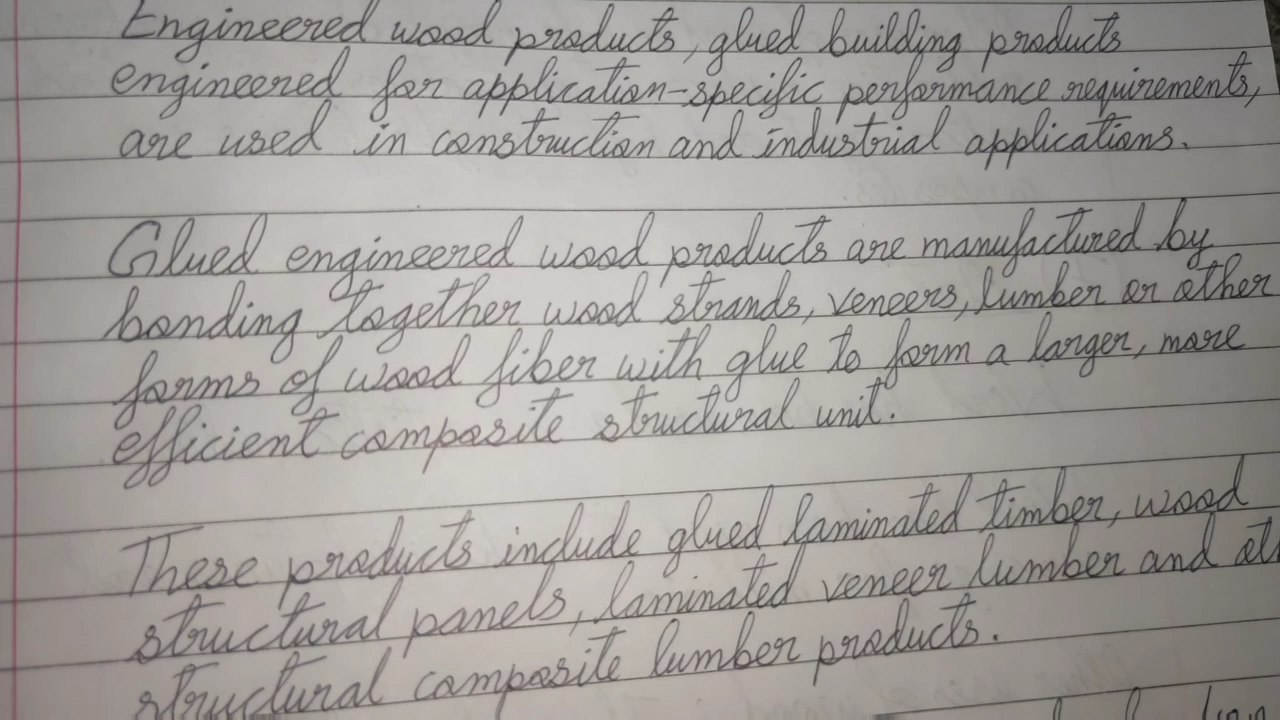 Engineered wood products, glued building products
engineered for application-specific performance requirements,
are used in construction and industrial applications.
Glued engineered wood products are manufactured by
bonding together wood strands, veneers, lumber or other
forms of wood fiber with glue to form a larger, more
efficient composite structural unit.
These products include glued laminated timber, wood
structural panels, laminated veneer lumber and
structural composite lumber products.